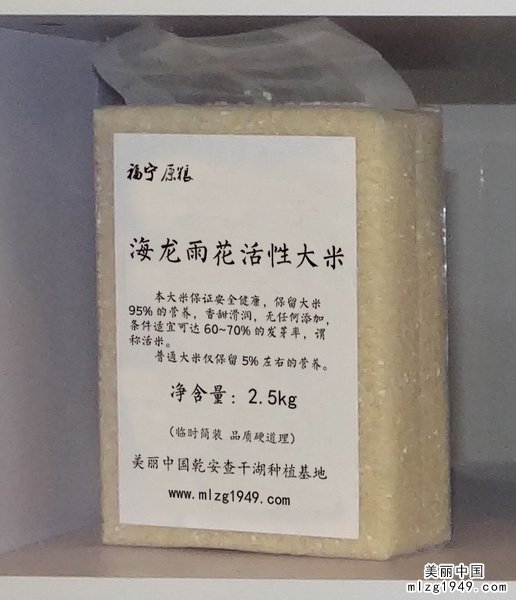 福宁原粮
海龙雨花活性大米
本大米保证安全健康，保留大米
95%的营养，香甜滑润，无任何添加，
条件适宜可达60~70%的发芽率，谓
称活米。
普通大米仅保留5%左右的营养。
净含量：2.5kg
（临时简装 品质硬道理）
美丽中国乾安查干湖种植基地
www.mlzg1949.com
美丽中国
mlzg1949.com